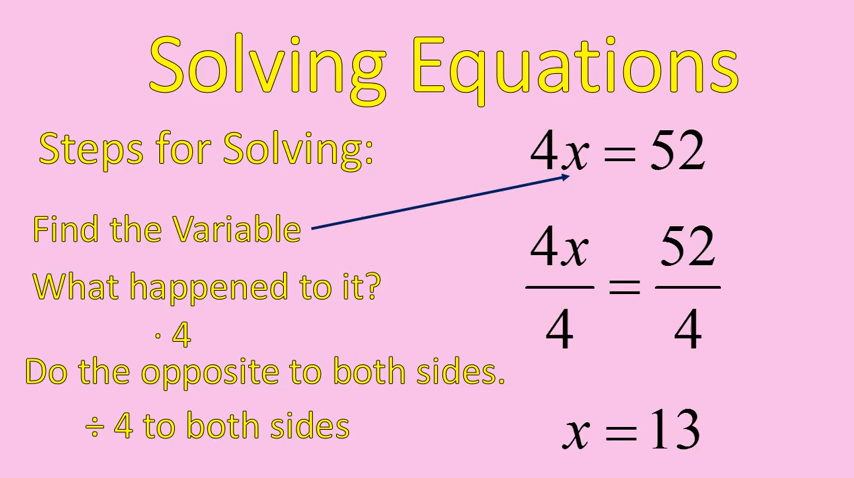 Solving Equations
Steps for Solving:
4x = 52
Find the Variable
What happened to it?
· 4
4x/4 = 52/4
Do the opposite to both sides.
÷ 4 to both sides
x = 13